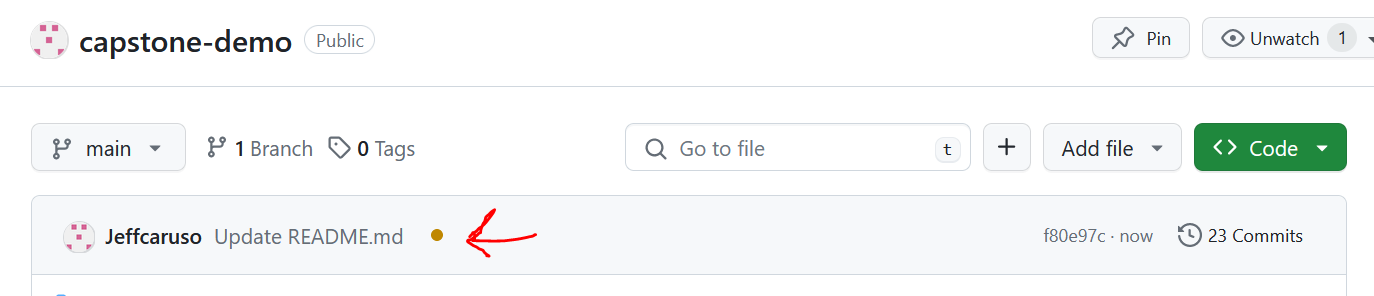 capstone-demo Public Pin Unwatch 1
main 1 Branch 0 Tags Go to file t + Add file <> Code
Jeffcaruso Update README.md f80e97c · now 23 Commits